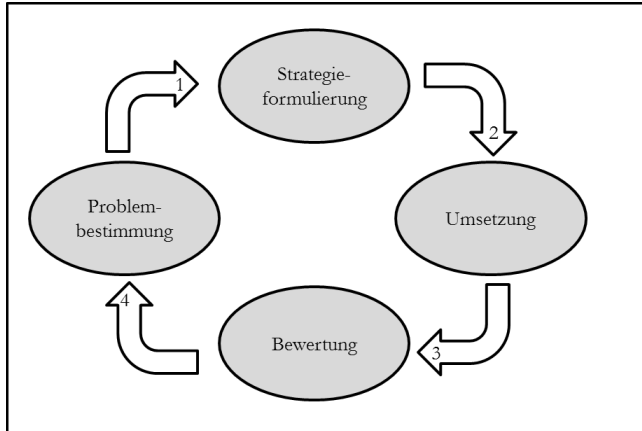 Strategie-
formulierung
1
2
Problem-
bestimmung
Umsetzung
4
Bewertung
3